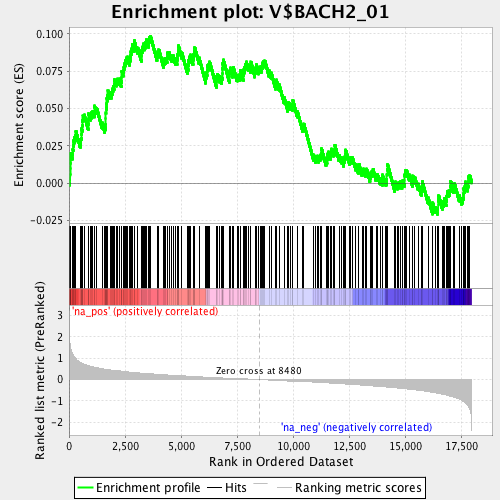 Enrichment plot: V$BACH2_01
Enrichment score (ES)
0.100
0.075
0.050
0.025
0.000
-0.025
'na_pos' (positively correlated)
Ranked list metric (PreRanked)
3
2
1
0
-1
-2
Zero cross at 8480
'na_neg' (negatively correlated)
0
2,500
5,000
7,500
10,000
12,500
15,000
17,500
Rank in Ordered Dataset
Enrichment profile
Hits
Ranking metric scores